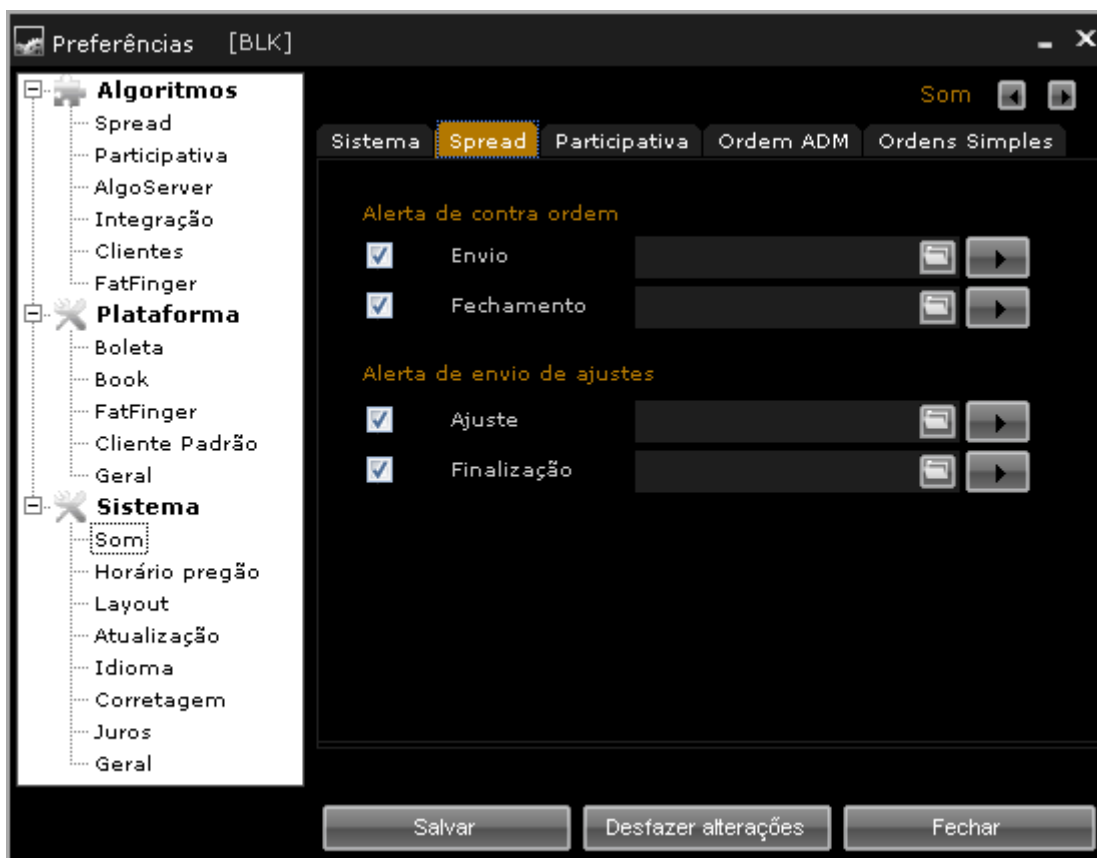 Preferências [BLK]
Algoritmos
Spread
Participativa
AlgoServer
Integração
Clientes
FatFinger
Plataforma
Boleta
Book
FatFinger
Cliente Padrão
Geral
Sistema
Som
Horário pregão
Layout
Atualização
Idioma
Corretagem
Juros
Geral
Som
Sistema Spread Participativa Ordem ADM Ordens Simples
Alerta de contra ordem
Envio
Fechamento
Alerta de envio de ajustes
Ajuste
Finalização
Salvar Desfazer alterações Fechar